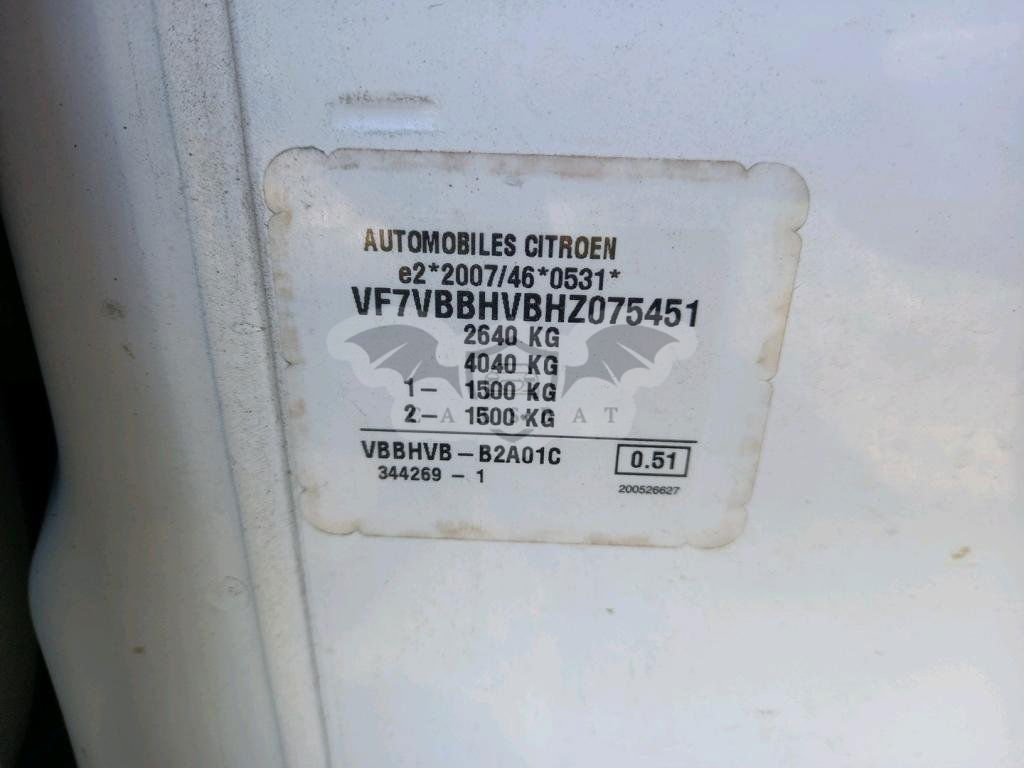 AUTOMOBILES CITROEN
e2*2007/46*0531*
VF7VBBHVBHZ075451
2640 KG
4040 KG
1- 1500 KG
2- 1500 KG
VBBHVB - B2A01C 0.51
344269 - 1
200526627